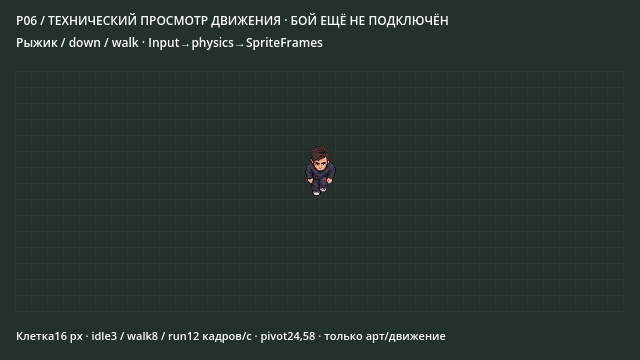 P06 / ТЕХНИЧЕСКИЙ ПРОСМОТР ДВИЖЕНИЯ · БОЙ ЕЩЁ НЕ ПОДКЛЮЧЁН
Рыжик / down / walk · Input→physics→SpriteFrames
Клетка16 px · idle3 / walk8 / run12 кадров/с · pivot24,58 · только арт/движение